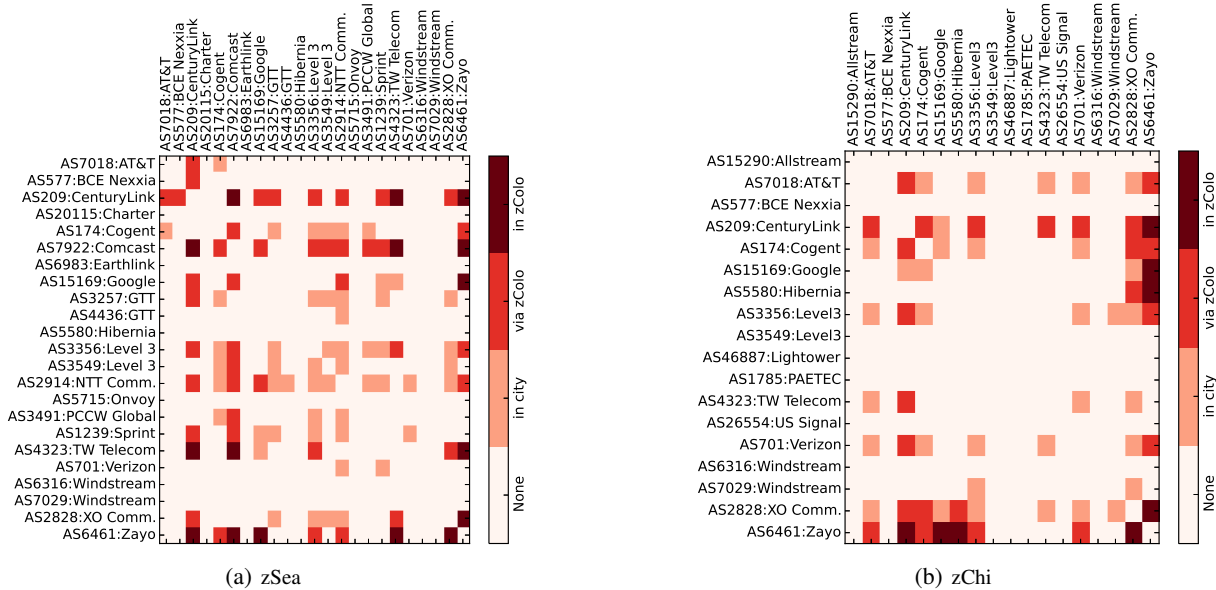 AS7018:AT&T
AS577:BCE Nexxia
AS209:CenturyLink
AS20115:Charter
AS174:Cogent
AS7922:Comcast
AS6983:Earthlink
AS15169:Google
AS3257:GTT
AS4436:GTT
AS5580:Hibernia
AS3356:Level 3
AS3549:Level 3
AS2914:NTT Comm.
AS5715:Onvoy
AS3491:PCCW Global
AS1239:Sprint
AS4323:TW Telecom
AS701:Verizon
AS6316:Windstream
AS7029:Windstream
AS2828:XO Comm.
AS6461:Zayo
AS7018:AT&T
AS577:BCE Nexxia
AS209:CenturyLink
AS20115:Charter
AS174:Cogent
AS7922:Comcast
AS6983:Earthlink
AS15169:Google
AS3257:GTT
AS4436:GTT
AS5580:Hibernia
AS3356:Level 3
AS3549:Level 3
AS2914:NTT Comm.
AS5715:Onvoy
AS3491:PCCW Global
AS1239:Sprint
AS4323:TW Telecom
AS701:Verizon
AS6316:Windstream
AS7029:Windstream
AS2828:XO Comm.
AS6461:Zayo
in zColo
via zColo
in city
None
(a) zSea
AS15290:Allstream
AS7018:AT&T
AS577:BCE Nexxia
AS209:CenturyLink
AS174:Cogent
AS15169:Google
AS5580:Hibernia
AS3356:Level3
AS3549:Level3
AS46887:Lightower
AS1785:PAETEC
AS4323:TW Telecom
AS26554:US Signal
AS701:Verizon
AS6316:Windstream
AS7029:Windstream
AS2828:XO Comm.
AS6461:Zayo
AS15290:Allstream
AS7018:AT&T
AS577:BCE Nexxia
AS209:CenturyLink
AS174:Cogent
AS15169:Google
AS5580:Hibernia
AS3356:Level3
AS3549:Level3
AS46887:Lightower
AS1785:PAETEC
AS4323:TW Telecom
AS26554:US Signal
AS701:Verizon
AS6316:Windstream
AS7029:Windstream
AS2828:XO Comm.
AS6461:Zayo
in zColo
via zColo
in city
None
(b) zChi